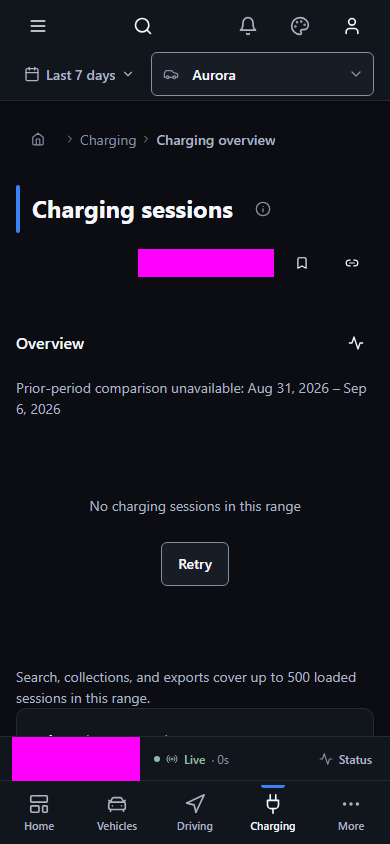 Last 7 days
Aurora
Charging
Charging overview
Charging sessions
Overview
Prior-period comparison unavailable: Aug 31, 2026 – Sep
6, 2026
No charging sessions in this range
Retry
Search, collections, and exports cover up to 500 loaded
sessions in this range.
Live · 0s
Status
Home
Vehicles
Driving
Charging
More